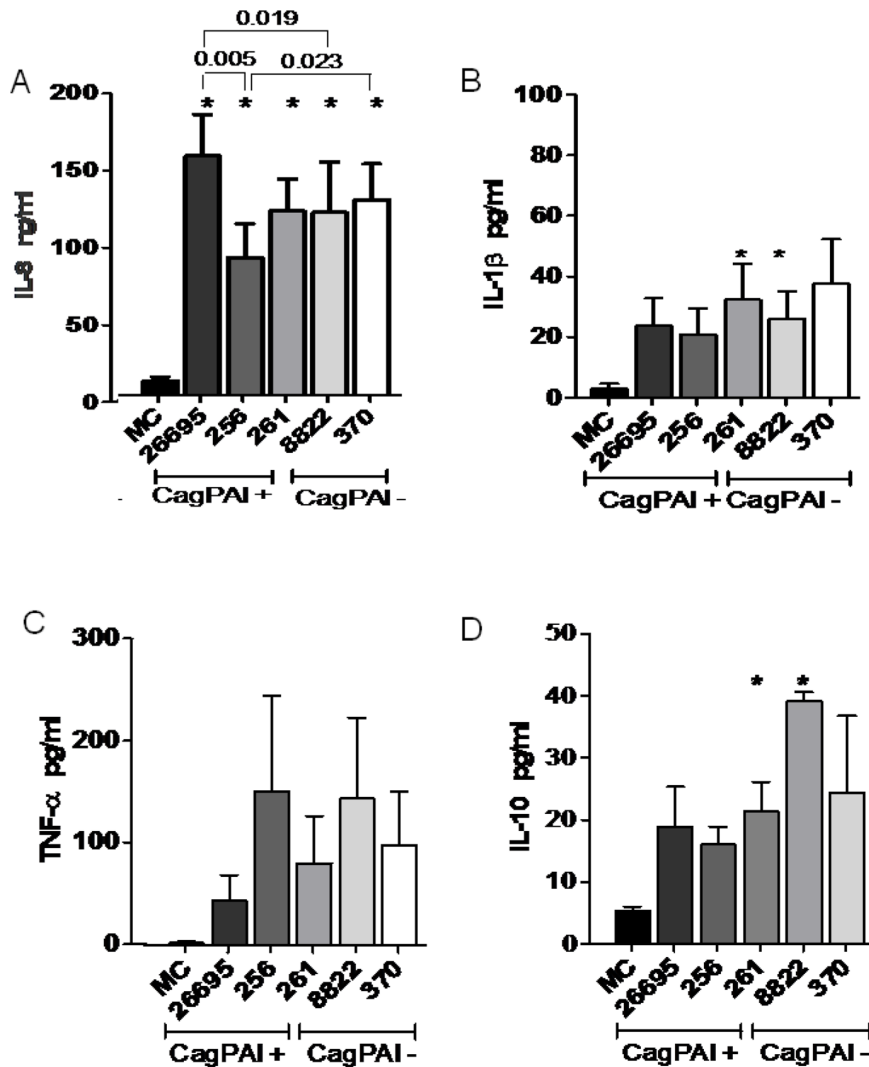 0.019
0.005
0.023
A
* * * * *
200
150
100
50
0
IL-8 ng/ml
MC
26695
256
261
8822
370
CagPAI +
CagPAI -
B
* *
100
80
60
40
20
0
IL-1β pg/ml
MC
26695
256
261
8822
370
CagPAI +
CagPAI -
C
300
200
100
0
TNF-α pg/ml
MC
26695
256
261
8822
370
CagPAI +
CagPAI -
D
* *
50
40
30
20
10
0
IL-10 pg/ml
MC
26695
256
261
8822
370
CagPAI +
CagPAI -